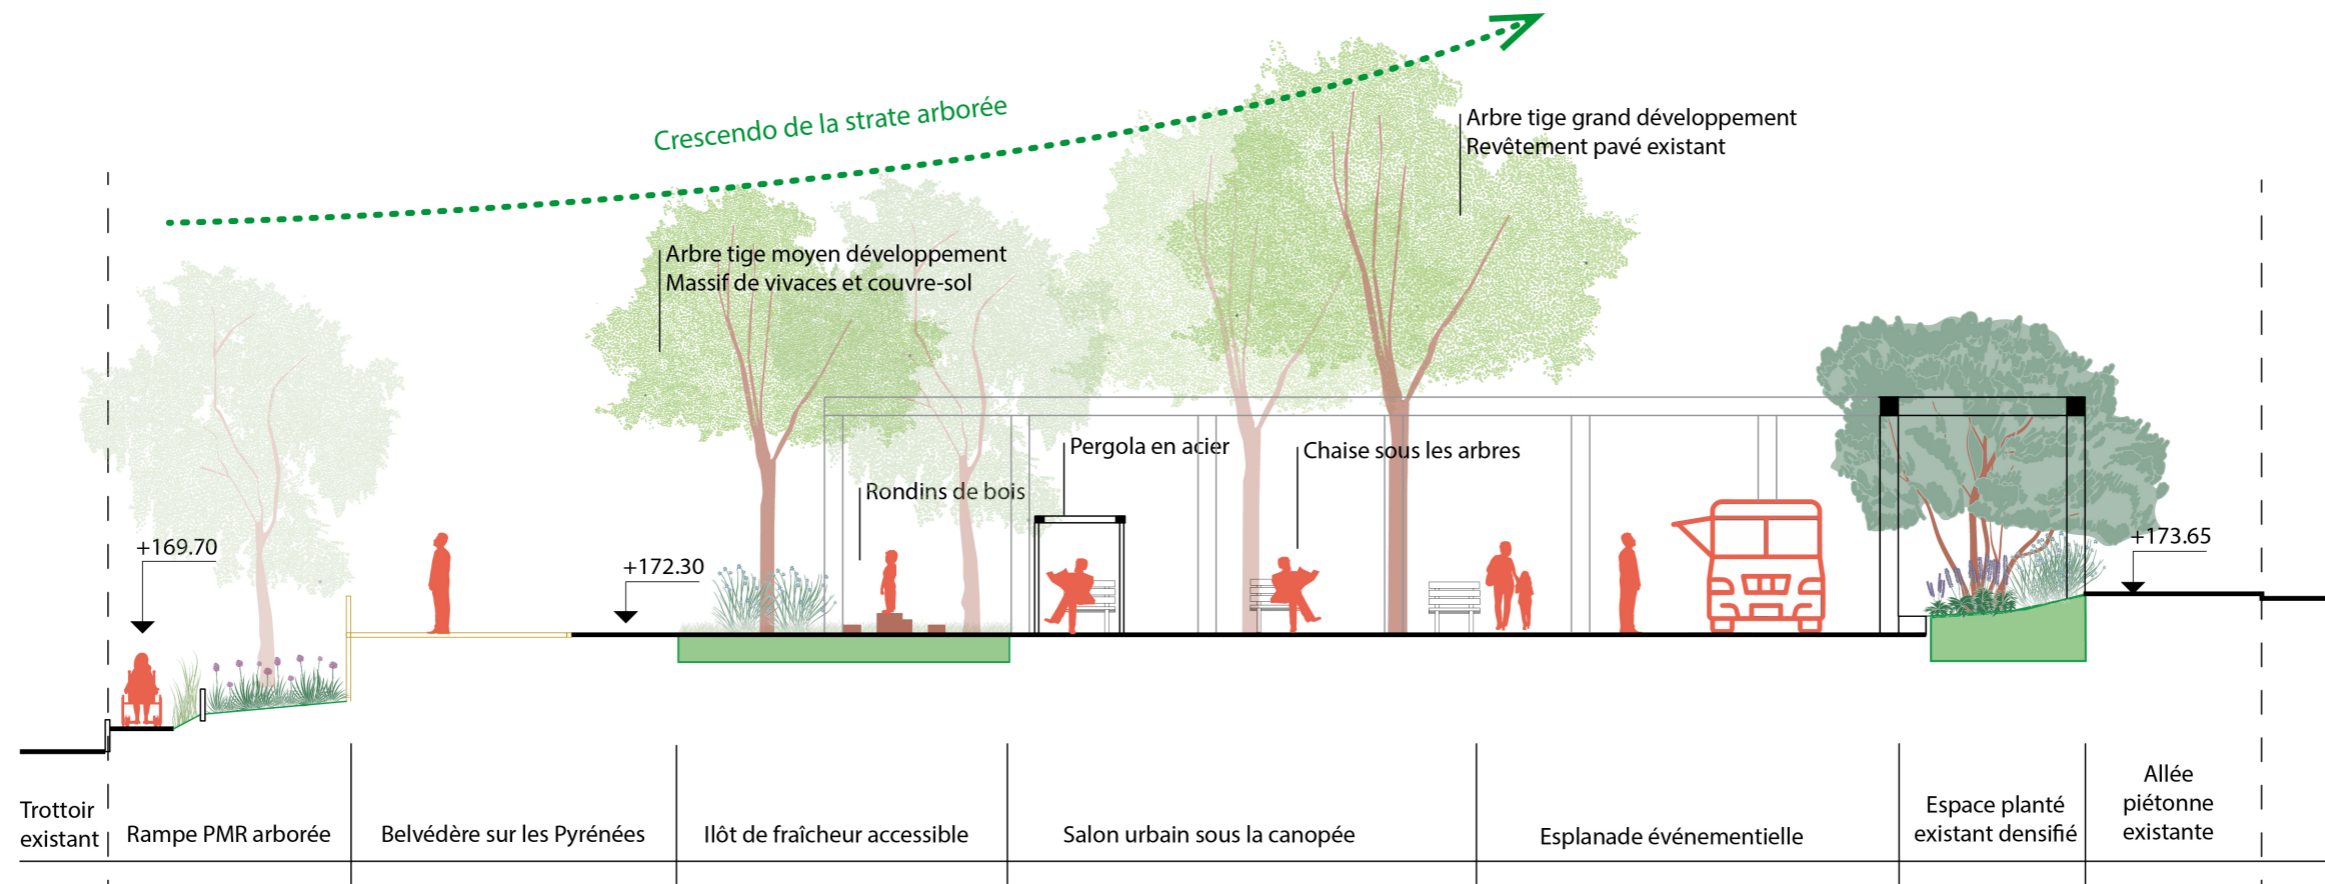 Crescendo de la strate arborée
Arbre tige grand développement
Revêtement pavé existant
Arbre tige moyen développement
Massif de vivaces et couvre-sol
Pergola en acier
Chaise sous les arbres
Rondins de bois
+169.70
+172.30
+173.65
Trottoir
existant
Rampe PMR arborée
Belvédère sur les Pyrénées
Ilôt de fraîcheur accessible
Salon urbain sous la canopée
Esplanade événementielle
Espace planté
existant densifié
Allée
piétonne
existante